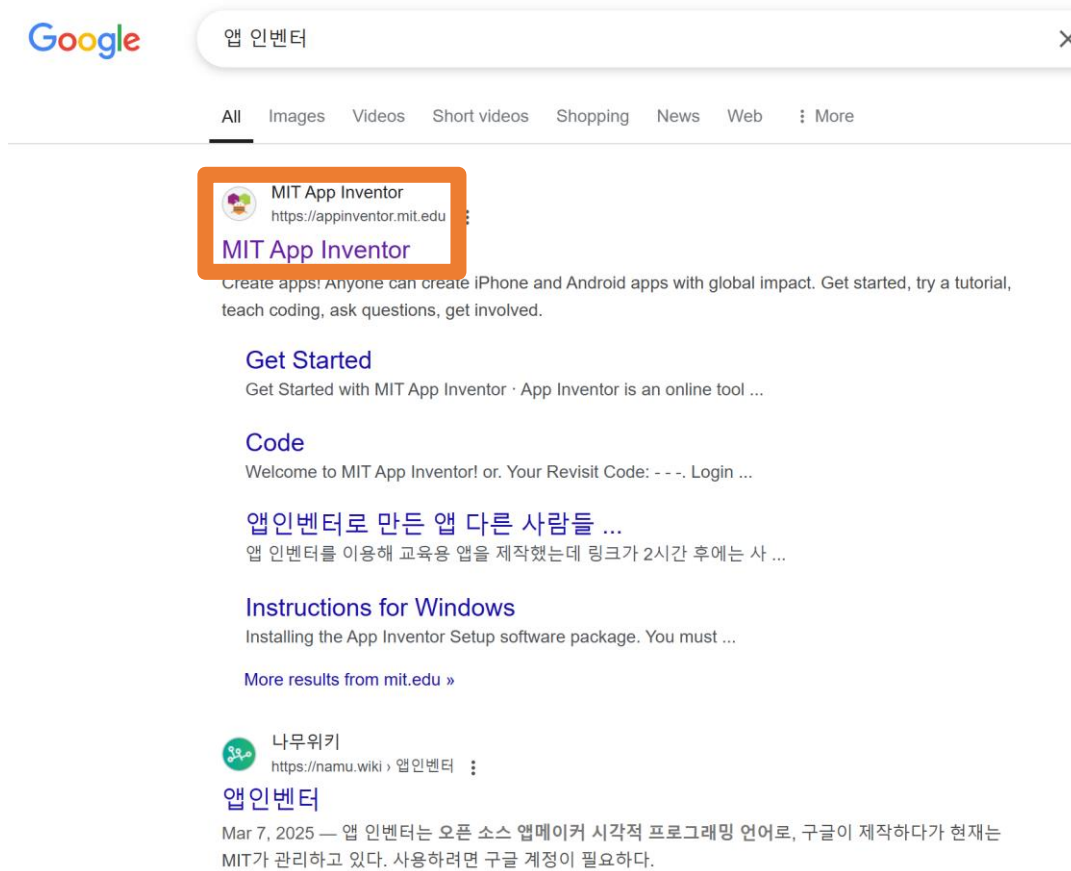 Google
앱 인벤터
All Images Videos Short videos Shopping News Web More
MIT App Inventor
https://appinventor.mit.edu
MIT App Inventor
Create apps! Anyone can create iPhone and Android apps with global impact. Get started, try a tutorial,
teach coding, ask questions, get involved.
Get Started
Get Started with MIT App Inventor · App Inventor is an online tool ...
Code
Welcome to MIT App Inventor! or. Your Revisit Code: - - -. Login ...
앱인벤터로 만든 앱 다른 사람들 ...
앱 인벤터를 이용해 교육용 앱을 제작했는데 링크가 2시간 후에는 사 ...
Instructions for Windows
Installing the App Inventor Setup software package. You must ...
More results from mit.edu »
나무위키
https://namu.wiki › 앱인벤터
앱인벤터
Mar 7, 2025 — 앱 인벤터는 오픈 소스 앱메이커 시각적 프로그래밍 언어로, 구글이 제작하다가 현재는
MIT가 관리하고 있다. 사용하려면 구글 계정이 필요하다.